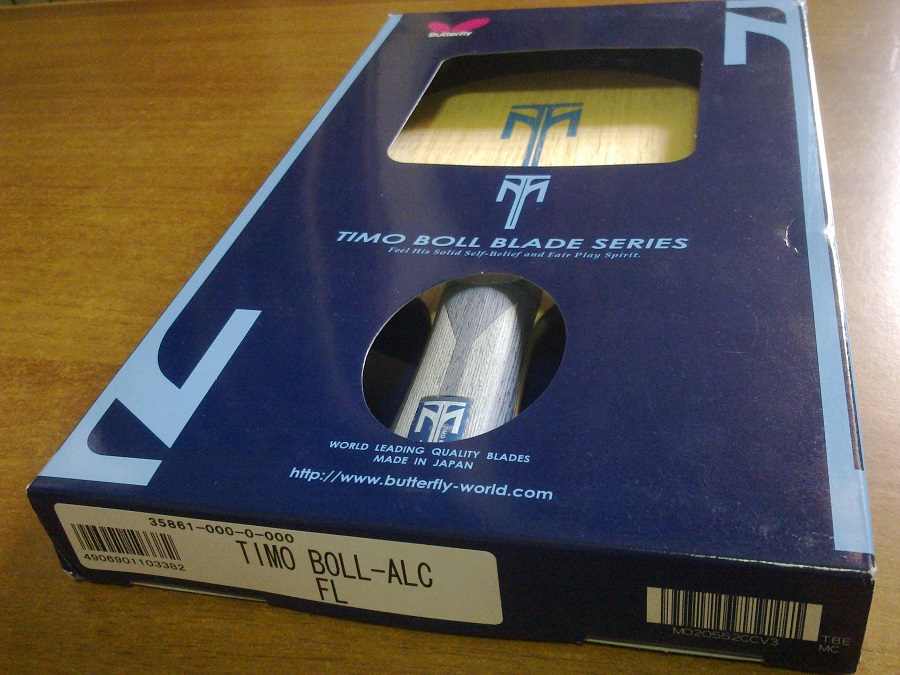 Butterfly
TIMO BOLL BLADE SERIES
Feel His Solid Self-Belief and Fair Play Spirit.
WORLD LEADING QUALITY BLADES
MADE IN JAPAN
http://www.butterfly-world.com
35861-000-0-000
4906901103382
TIMO BOLL-ALC
FL
MO20552CCV3
TBE
MC